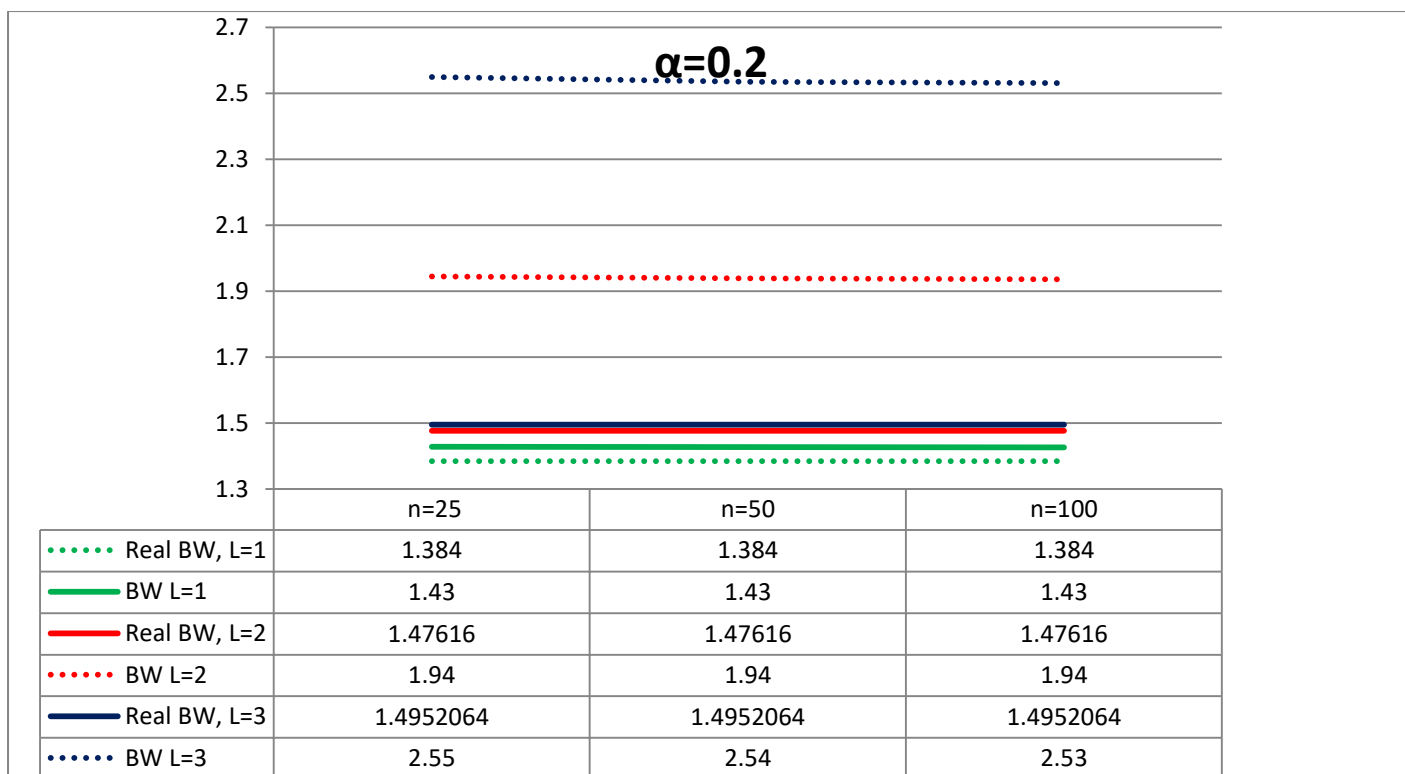 α=0.2
2.7
2.5
2.3
2.1
1.9
1.7
1.5
1.3
n=25 n=50 n=100
Real BW, L=1 1.384 1.384 1.384
BW L=1 1.43 1.43 1.43
Real BW, L=2 1.47616 1.47616 1.47616
BW L=2 1.94 1.94 1.94
Real BW, L=3 1.4952064 1.4952064 1.4952064
BW L=3 2.55 2.54 2.53